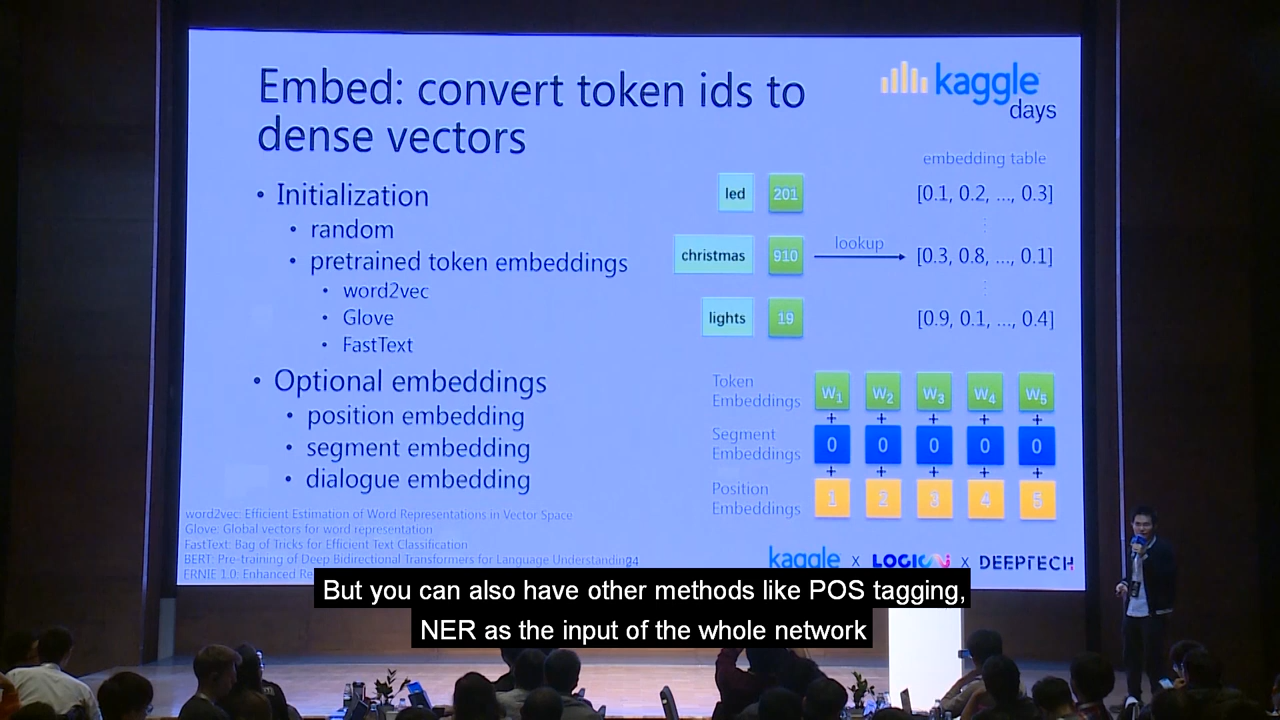 Embed: convert token ids to
dense vectors
kaggle
days
• Initialization
• random
• pretrained token embeddings
• word2vec
• Glove
• FastText
• Optional embeddings
• position embedding
• segment embedding
• dialogue embedding
embedding table
led 201 [0.1, 0.2, ..., 0.3]
christmas 910 lookup [0.3, 0.8, ..., 0.1]
lights 19 [0.9, 0.1, ..., 0.4]
Token
Embeddings
W1 W2 W3 W4 W5
+ + + + +
Segment
Embeddings
0 0 0 0 0
+ + + + +
Position
Embeddings
1 2 3 4 5
word2vec: Efficient Estimation of Word Representations in Vector Space
Glove: Global vectors for word representation
FastText: Bag of Tricks for Efficient Text Classification
BERT: Pre-training of Deep Bidirectional Transformers for Language Understanding
24
ERNIE 1.0: Enhanced
kaggle x LOGICAI x DEEPTECH
But you can also have other methods like POS tagging,
NER as the input of the whole network